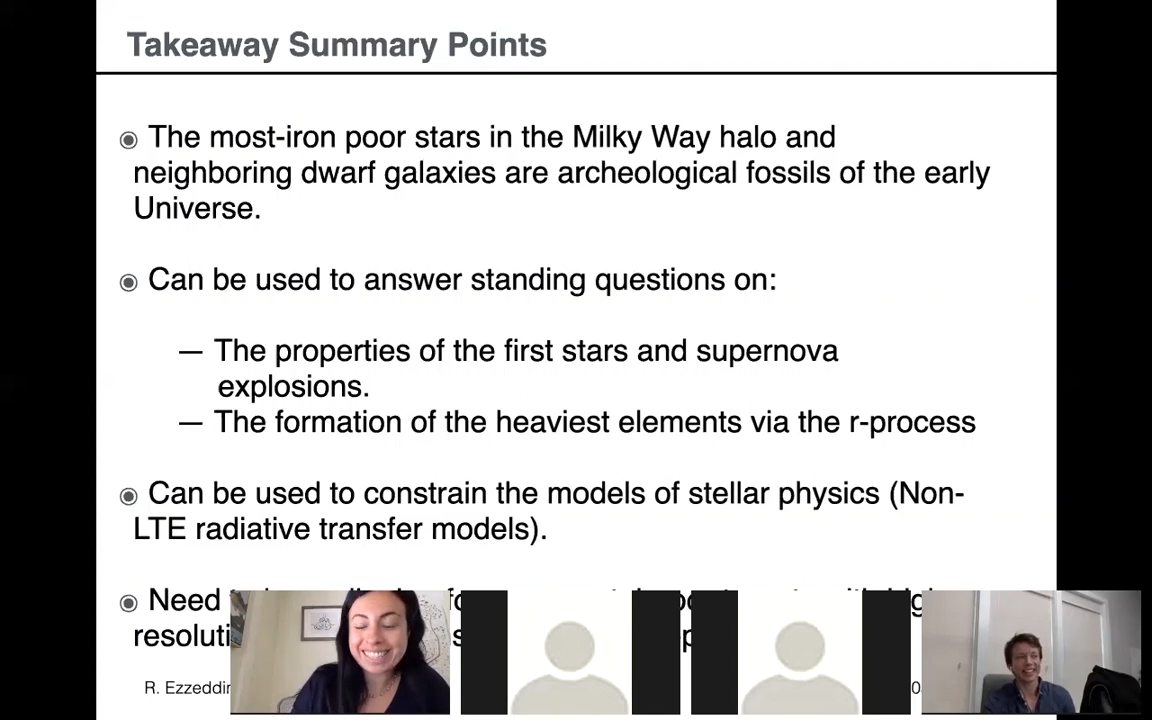 Takeaway Summary Points
The most-iron poor stars in the Milky Way halo and
neighboring dwarf galaxies are archeological fossils of the early
Universe.
Can be used to answer standing questions on:
— The properties of the first stars and supernova
explosions.
— The formation of the heaviest elements via the r-process
Can be used to constrain the models of stellar physics (Non-
LTE radiative transfer models).
Need
R.